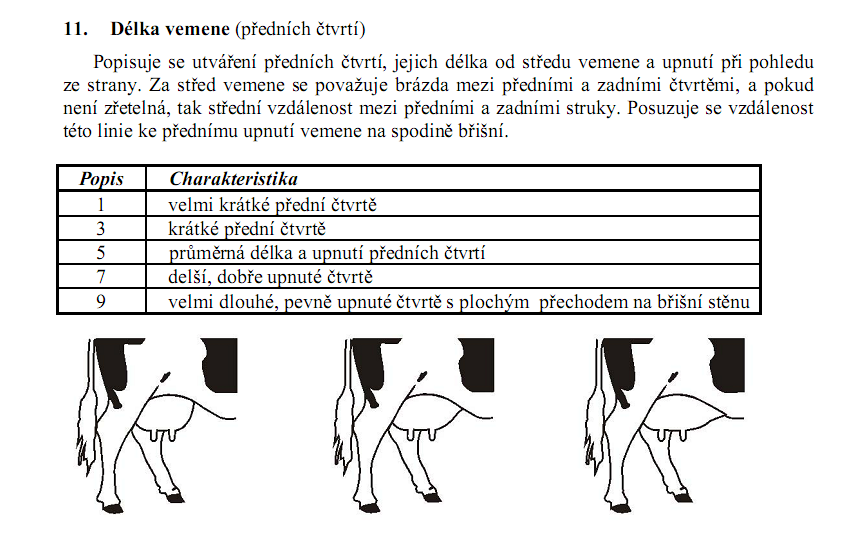 11. Délka vemene (předních čtvrtí)
Popisuje se utváření předních čtvrtí, jejich délka od středu vemene a upnutí při pohledu
ze strany. Za střed vemene se považuje brázda mezi předními a zadními čtvrtěmi, a pokud
není zřetelná, tak střední vzdálenost mezi předními a zadními struky. Posuzuje se vzdálenost
této linie ke přednímu upnutí vemene na spodině břišní.
Popis Charakteristika
1 velmi krátké přední čtvrtě
3 krátké přední čtvrtě
5 průměrná délka a upnutí předních čtvrtí
7 delší, dobře upnuté čtvrtě
9 velmi dlouhé, pevně upnuté čtvrtě s plochým přechodem na břišní stěnu